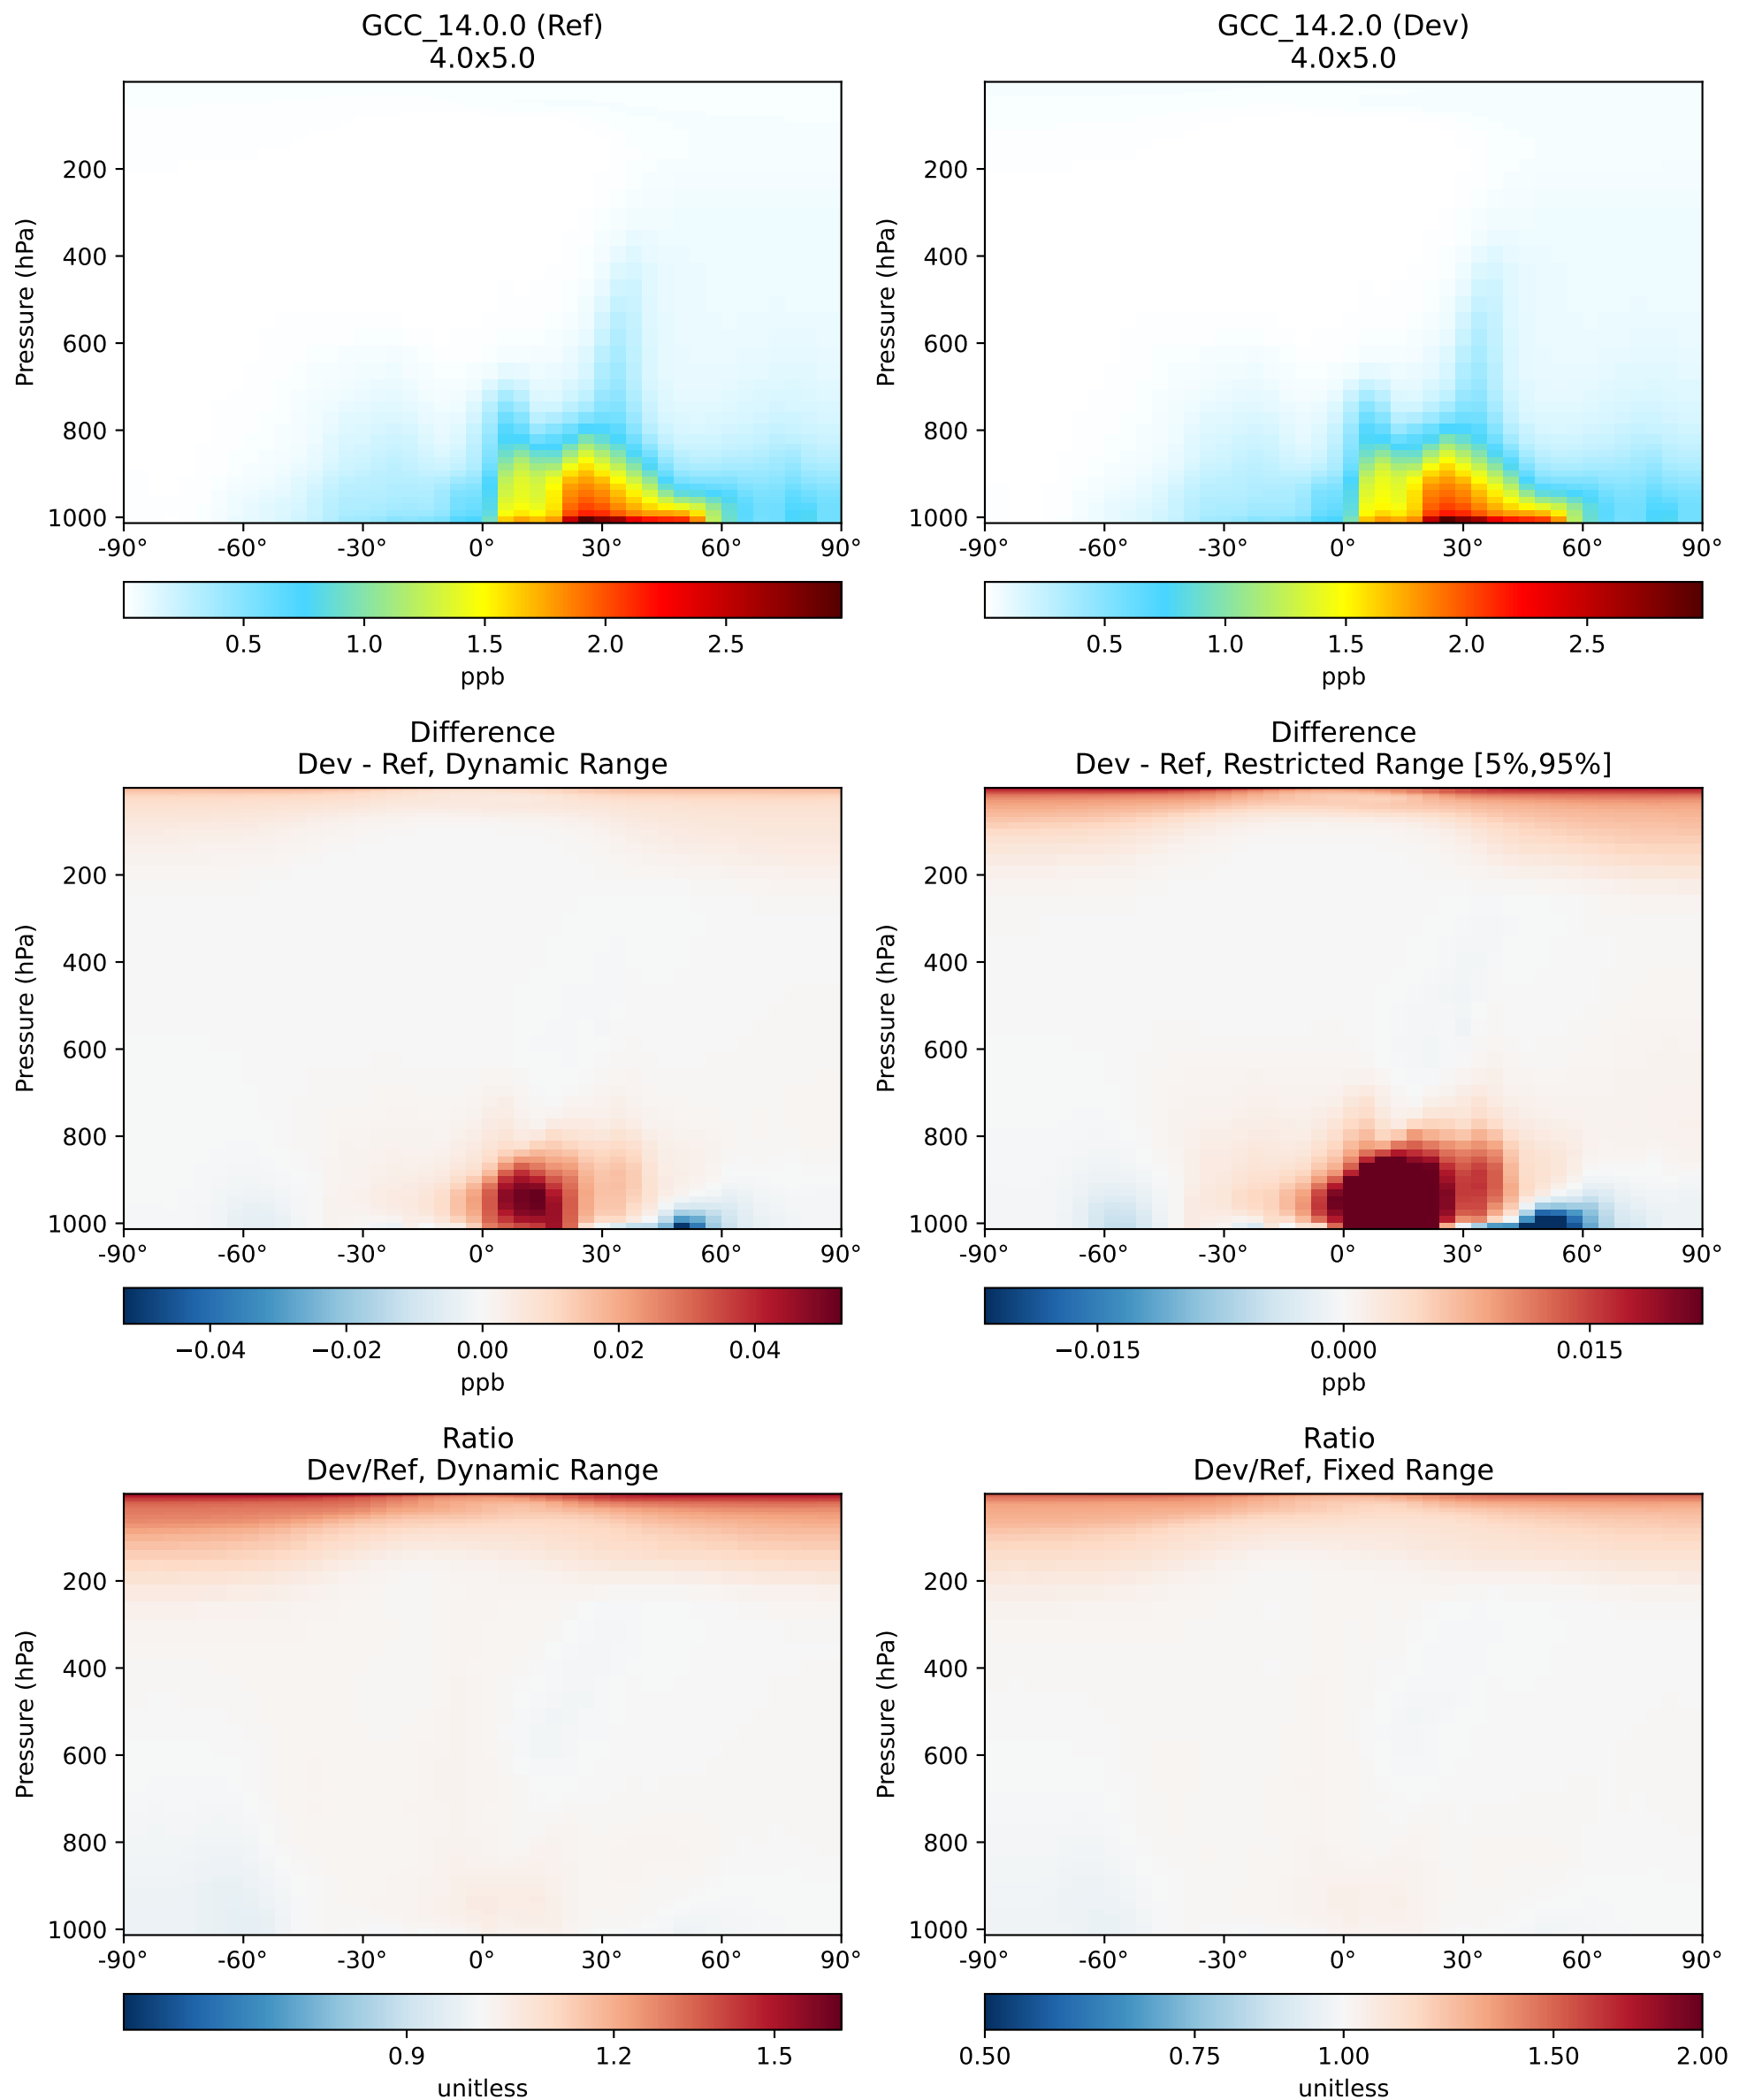 GCC_14.0.0 (Ref)
4.0x5.0
Pressure (hPa)
200
400
600
800
1000
-90° -60° -30° 0° 30° 60° 90°
0.5 1.0 1.5 2.0 2.5
ppb
GCC_14.2.0 (Dev)
4.0x5.0
Pressure (hPa)
200
400
600
800
1000
-90° -60° -30° 0° 30° 60° 90°
0.5 1.0 1.5 2.0 2.5
ppb
Difference
Dev - Ref, Dynamic Range
Pressure (hPa)
200
400
600
800
1000
-90° -60° -30° 0° 30° 60° 90°
−0.04 −0.02 0.00 0.02 0.04
ppb
Difference
Dev - Ref, Restricted Range [5%,95%]
Pressure (hPa)
200
400
600
800
1000
-90° -60° -30° 0° 30° 60° 90°
−0.015 0.000 0.015
ppb
Ratio
Dev/Ref, Dynamic Range
Pressure (hPa)
200
400
600
800
1000
-90° -60° -30° 0° 30° 60° 90°
0.9 1.2 1.5
unitless
Ratio
Dev/Ref, Fixed Range
Pressure (hPa)
200
400
600
800
1000
-90° -60° -30° 0° 30° 60° 90°
0.50 0.75 1.00 1.50 2.00
unitless